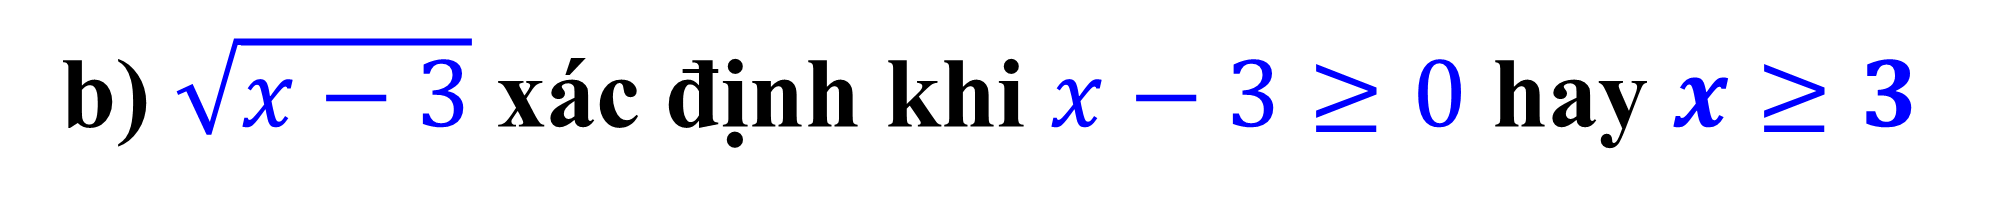 b) √(x − 3) xác định khi x − 3 ≥ 0 hay x ≥ 3